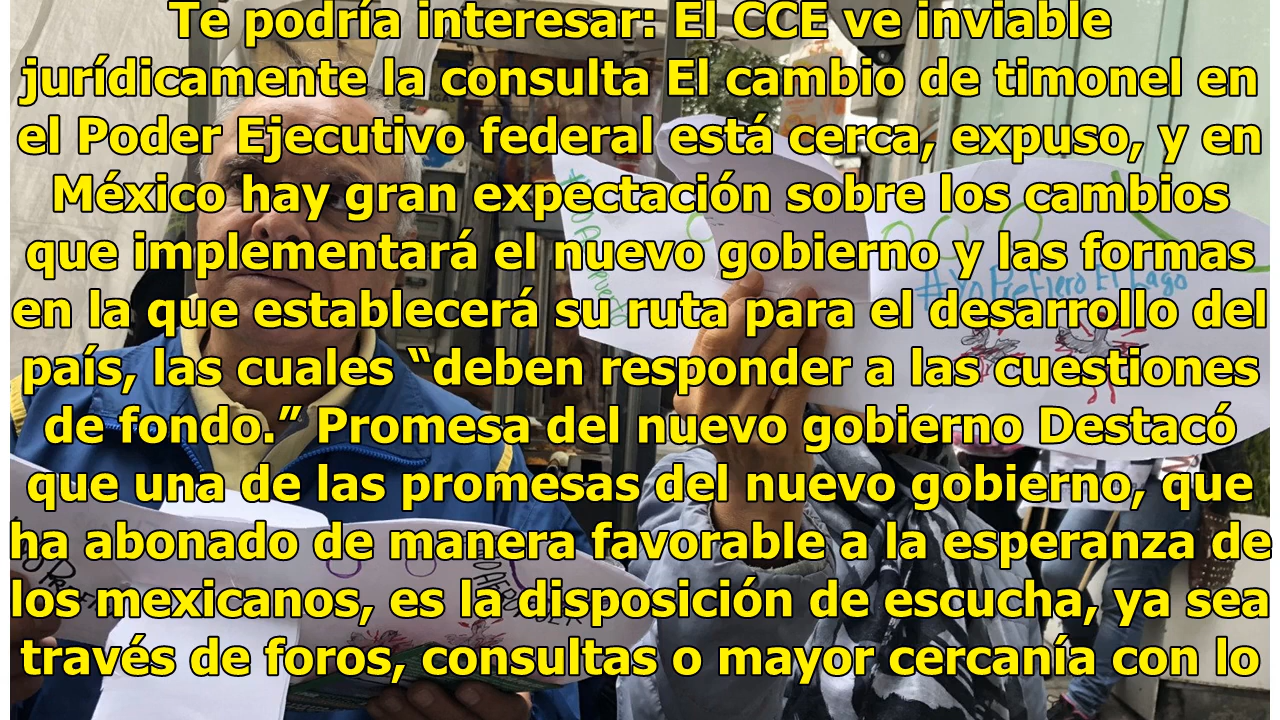 Te podría interesar: El CCE ve inviable
jurídicamente la consulta El cambio de timonel en
el Poder Ejecutivo federal está cerca, expuso, y en
México hay gran expectación sobre los cambios
que implementará el nuevo gobierno y las formas
en la que establecerá su ruta para el desarrollo del
país, las cuales “deben responder a las cuestiones
de fondo.” Promesa del nuevo gobierno Destacó
que una de las promesas del nuevo gobierno, que
ha abonado de manera favorable a la esperanza de
los mexicanos, es la disposición de escucha, ya sea
través de foros, consultas o mayor cercanía con lo
#Yo Prefiero El Lago